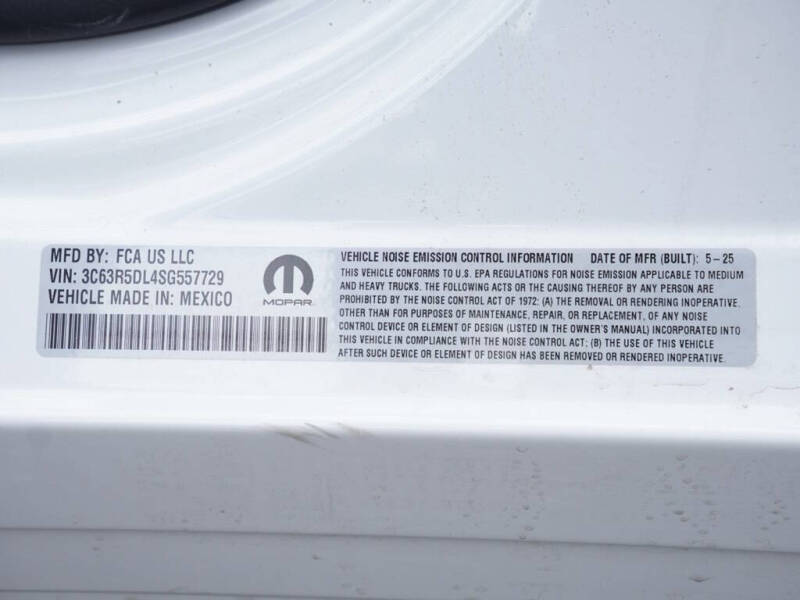 MFD BY: FCA US LLC
VIN: 3C63R5DL4SG557729
VEHICLE MADE IN: MEXICO
MOPAR
VEHICLE NOISE EMISSION CONTROL INFORMATION DATE OF MFR (BUILT): 5-25
THIS VEHICLE CONFORMS TO U.S. EPA REGULATIONS FOR NOISE EMISSION APPLICABLE TO MEDIUM
AND HEAVY TRUCKS. THE FOLLOWING ACTS OR THE CAUSING THEREOF BY ANY PERSON ARE
PROHIBITED BY THE NOISE CONTROL ACT OF 1972: (A) THE REMOVAL OR RENDERING INOPERATIVE.
OTHER THAN FOR PURPOSES OF MAINTENANCE, REPAIR, OR REPLACEMENT, OF ANY NOISE
CONTROL DEVICE OR ELEMENT OF DESIGN (LISTED IN THE OWNER'S MANUAL) INCORPORATED INTO
THIS VEHICLE IN COMPLIANCE WITH THE NOISE CONTROL ACT; (B) THE USE OF THIS VEHICLE
AFTER SUCH DEVICE OR ELEMENT OF DESIGN HAS BEEN REMOVED OR RENDERED INOPERATIVE.